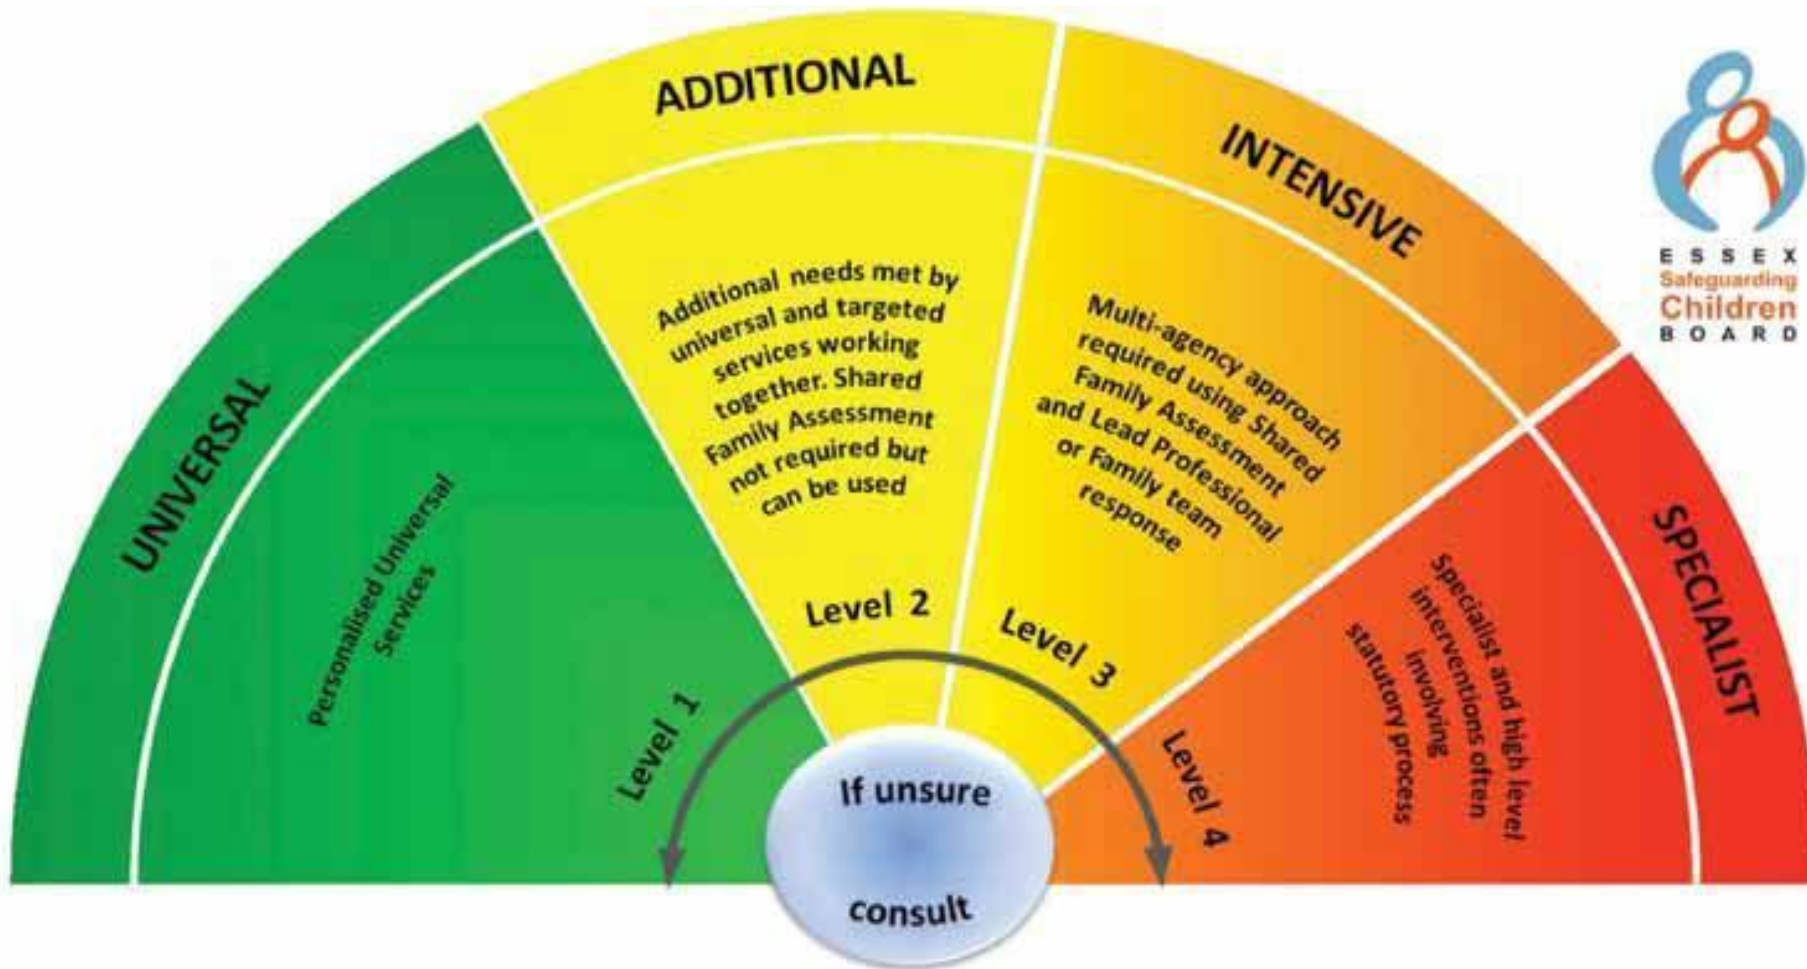 UNIVERSAL
Personalised Universal
Services
Level 1
ADDITIONAL
Additional needs met by
universal and targeted
services working
together. Shared
Family Assessment
not required but
can be used
Level 2
INTENSIVE
Multi-agency approach
required using Shared
Family Assessment
and Lead Professional
or Family team
response
Level 3
SPECIALIST
Specialist and high level
interventions often
involving
statutory process
Level 4
If unsure
consult
ESSEX
Safeguarding
Children
BOARD